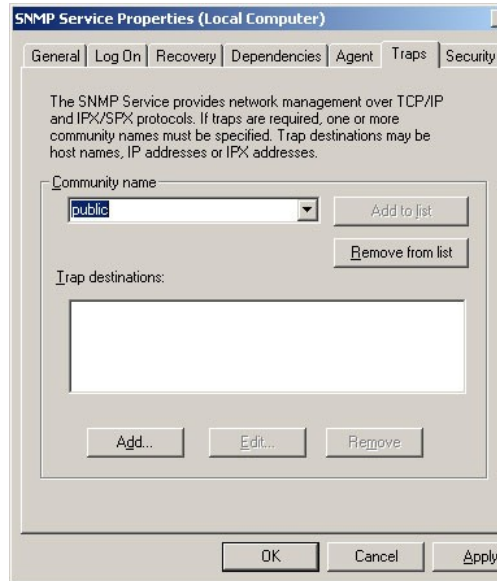 SNMP Service Properties (Local Computer)
General Log On Recovery Dependencies Agent Traps Security
The SNMP Service provides network management over TCP/IP
and IPX/SPX protocols. If traps are required, one or more
community names must be specified. Trap destinations may be
host names, IP addresses or IPX addresses.
Community name
public
Add to list
Remove from list
Trap destinations:
Add... Edit... Remove
OK Cancel Apply